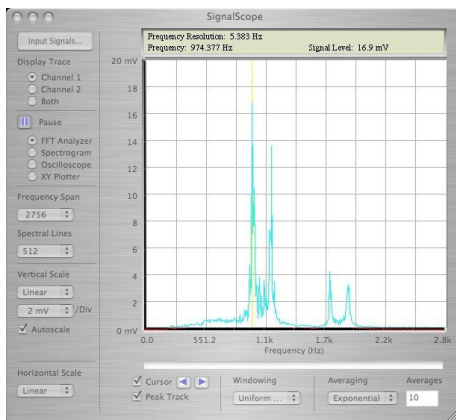 SignalScope
Input Signals...
Frequency Resolution: 5.383 Hz
Frequency: 974.377 Hz Signal Level: 16.9 mV
Display Trace
Channel 1
Channel 2
Both
Pause
FFT Analyzer
Spectrogram
Oscilloscope
XY Plotter
Frequency Span
2756
Spectral Lines
512
Vertical Scale
Linear
2 mV /Div
Autoscale
Horizontal Scale
Linear
20 mV
18
16
14
12
10
8
6
4
2
0 mV
0.0 551.2 1.1k 1.7k 2.2k 2.8k
Frequency (Hz)
Cursor
Peak Track
Windowing
Uniform ...
Averaging
Exponential
Averages
10